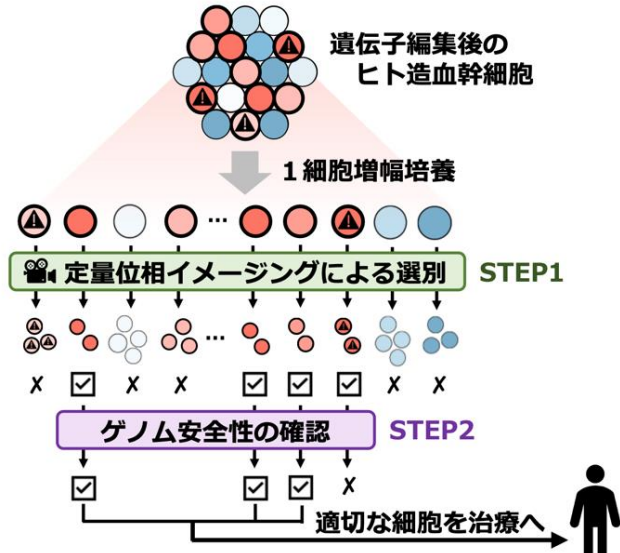 遺伝子編集後の
ヒト造血幹細胞
1細胞増幅培養
...
定量位相イメージングによる選別 STEP1
...
✗ ☑ ✗ ✗ ☑ ☑ ☑ ✗ ✗
ゲノム安全性の確認 STEP2
☑ ☑ ☑ ✗
適切な細胞を治療へ